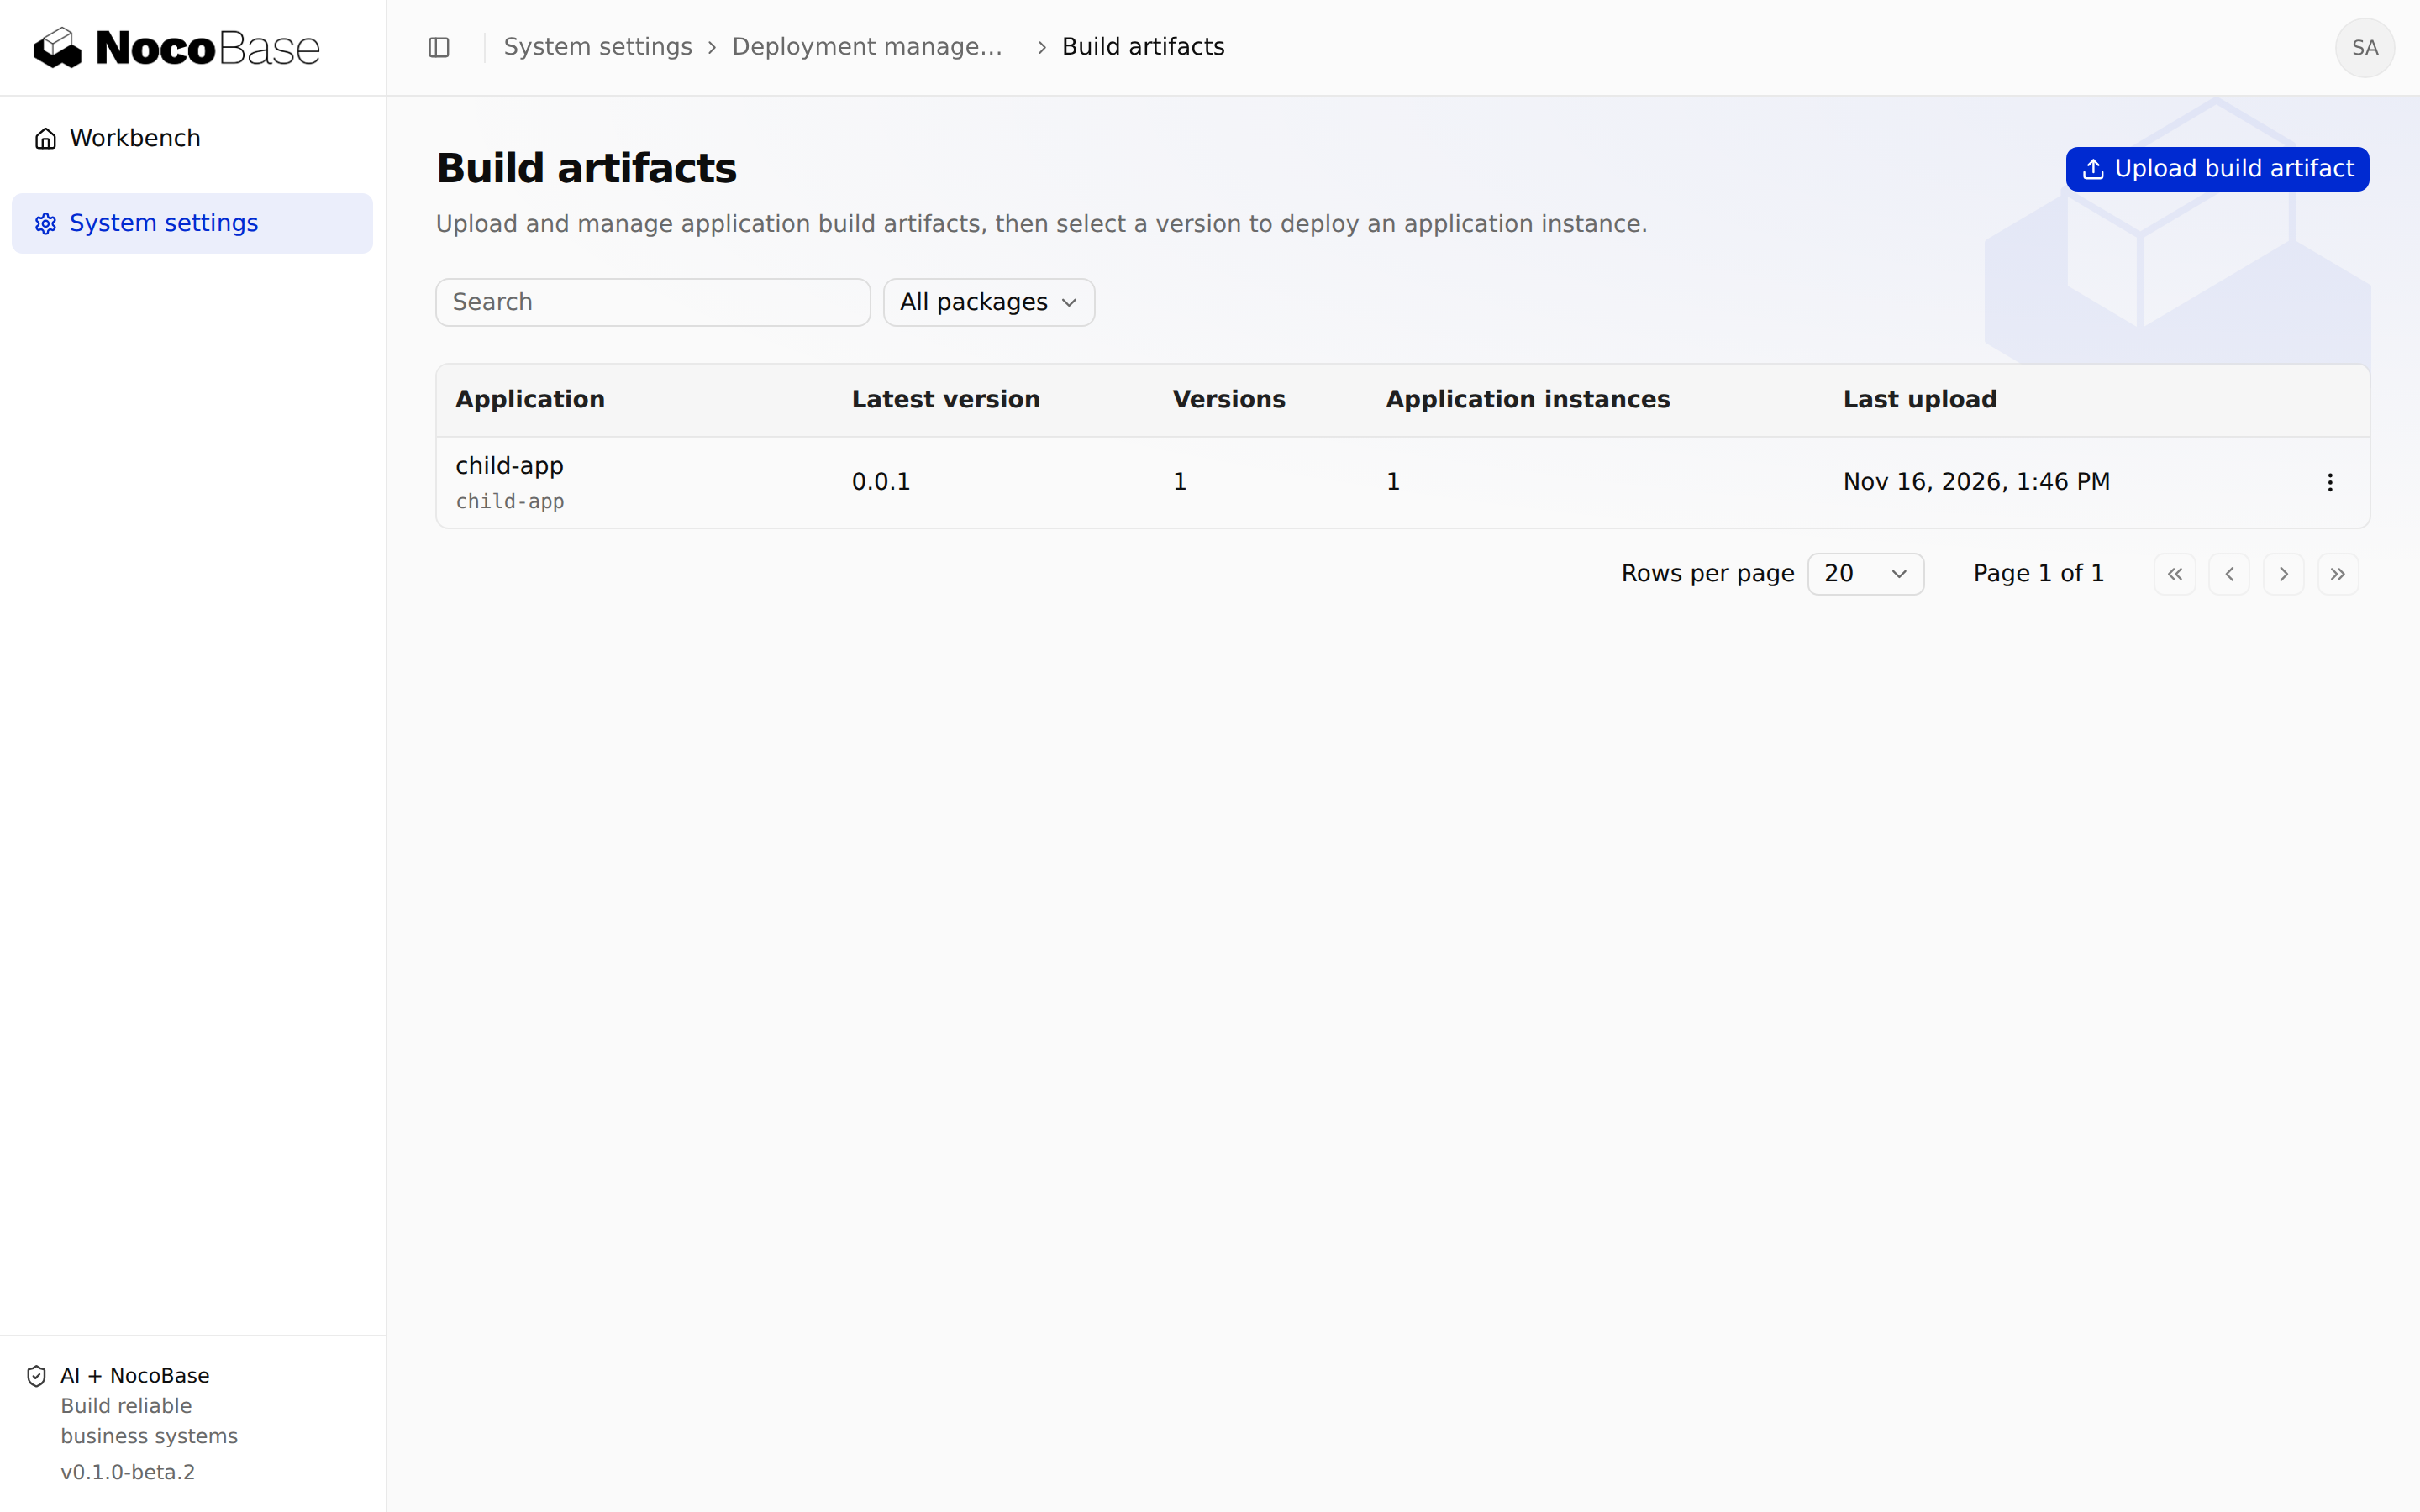 NocoBase
System settings
Deployment manage...
Build artifacts
SA
Workbench
System settings
Build artifacts
Upload build artifact
Upload and manage application build artifacts, then select a version to deploy an application instance.
Search
All packages
Application
Latest version
Versions
Application instances
Last upload
child-app
child-app
0.0.1
1
1
Nov 16, 2026, 1:46 PM
Rows per page
20
Page 1 of 1
AI + NocoBase
Build reliable
business systems
v0.1.0-beta.2